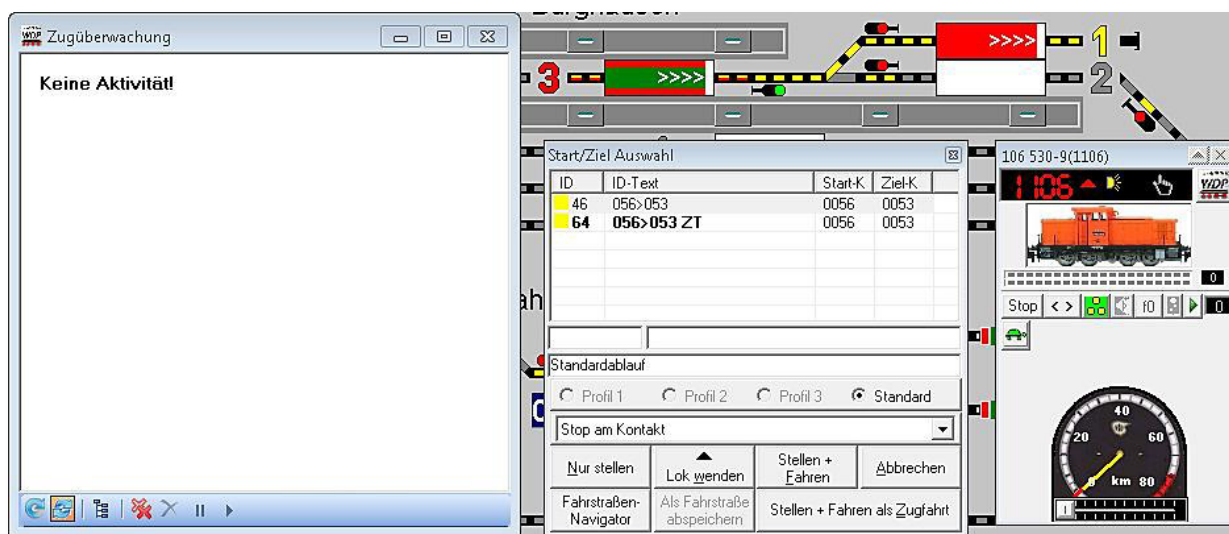 Zugüberwachung
Keine Aktivität!
>>>> 1
3 >>>> 2
Start/Ziel Auswahl
ID ID-Text Start-K Ziel-K
46 056>053 0056 0053
64 056>053 ZT 0056 0053
Standardablauf
Profil 1 Profil 2 Profil 3 Standard
Stop am Kontakt
Nur stellen Lok wenden Stellen + Fahren Abbrechen
Fahrstraßen-Navigator Als Fahrstraße abspeichern Stellen + Fahren als Zugfahrt
106 530-9(1106)
1106 WDP
0
Stop < > f0 0
40
20 60
0 km 80